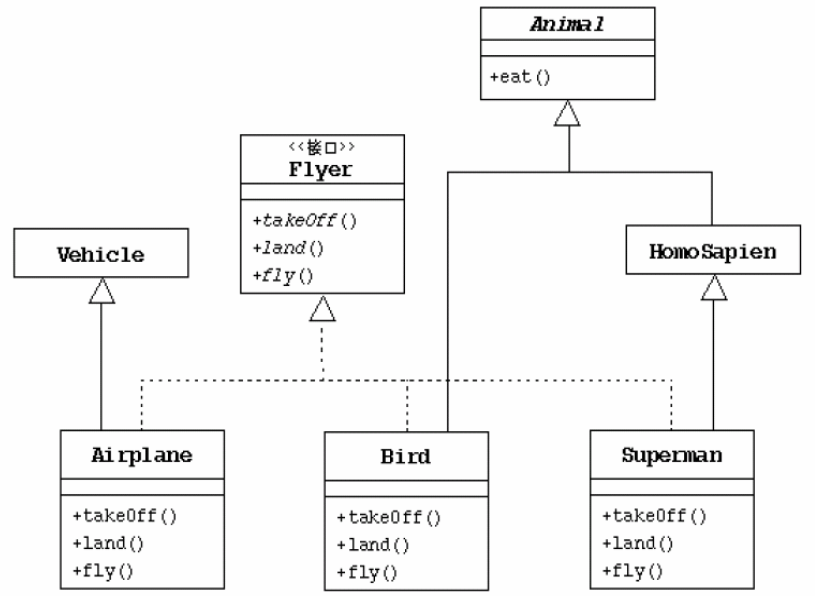 Animal
+eat()
<<接口>>
Flyer
+takeOff()
+land()
+fly()
Vehicle
HomoSapien
Airplane
+takeOff()
+land()
+fly()
Bird
+takeOff()
+land()
+fly()
Superman
+takeOff()
+land()
+fly()